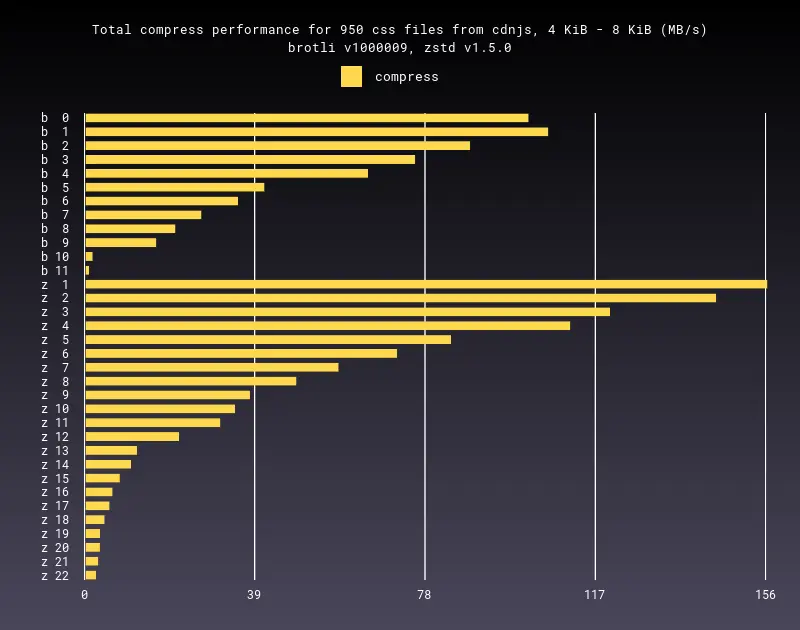 Total compress performance for 950 css files from cdnjs, 4 KiB - 8 KiB (MB/s)
brotli v1000009, zstd v1.5.0
compress
b 0
b 1
b 2
b 3
b 4
b 5
b 6
b 7
b 8
b 9
b 10
b 11
z 1
z 2
z 3
z 4
z 5
z 6
z 7
z 8
z 9
z 10
z 11
z 12
z 13
z 14
z 15
z 16
z 17
z 18
z 19
z 20
z 21
z 22
0 39 78 117 156